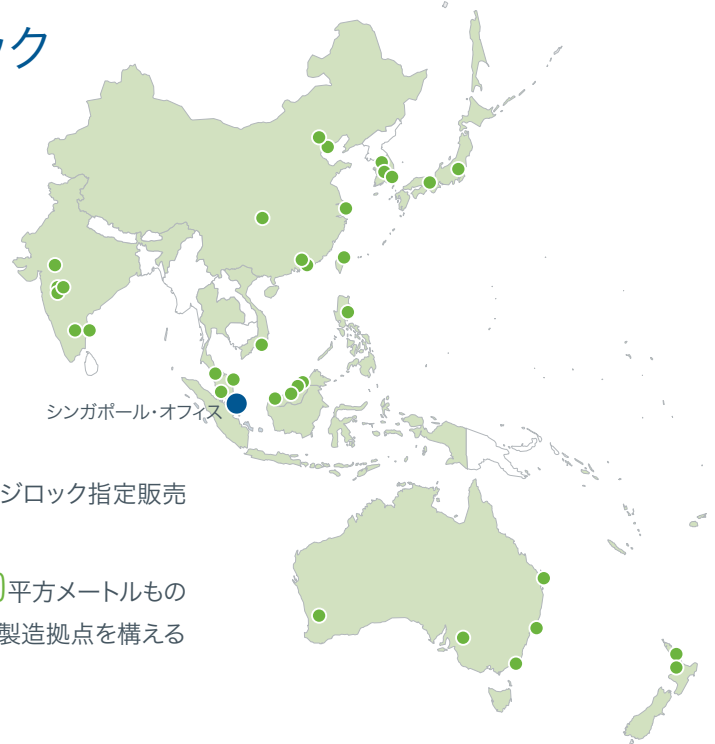 ック
シンガポール・オフィス
ジロック指定販売
平方メートルもの
製造拠点を構える